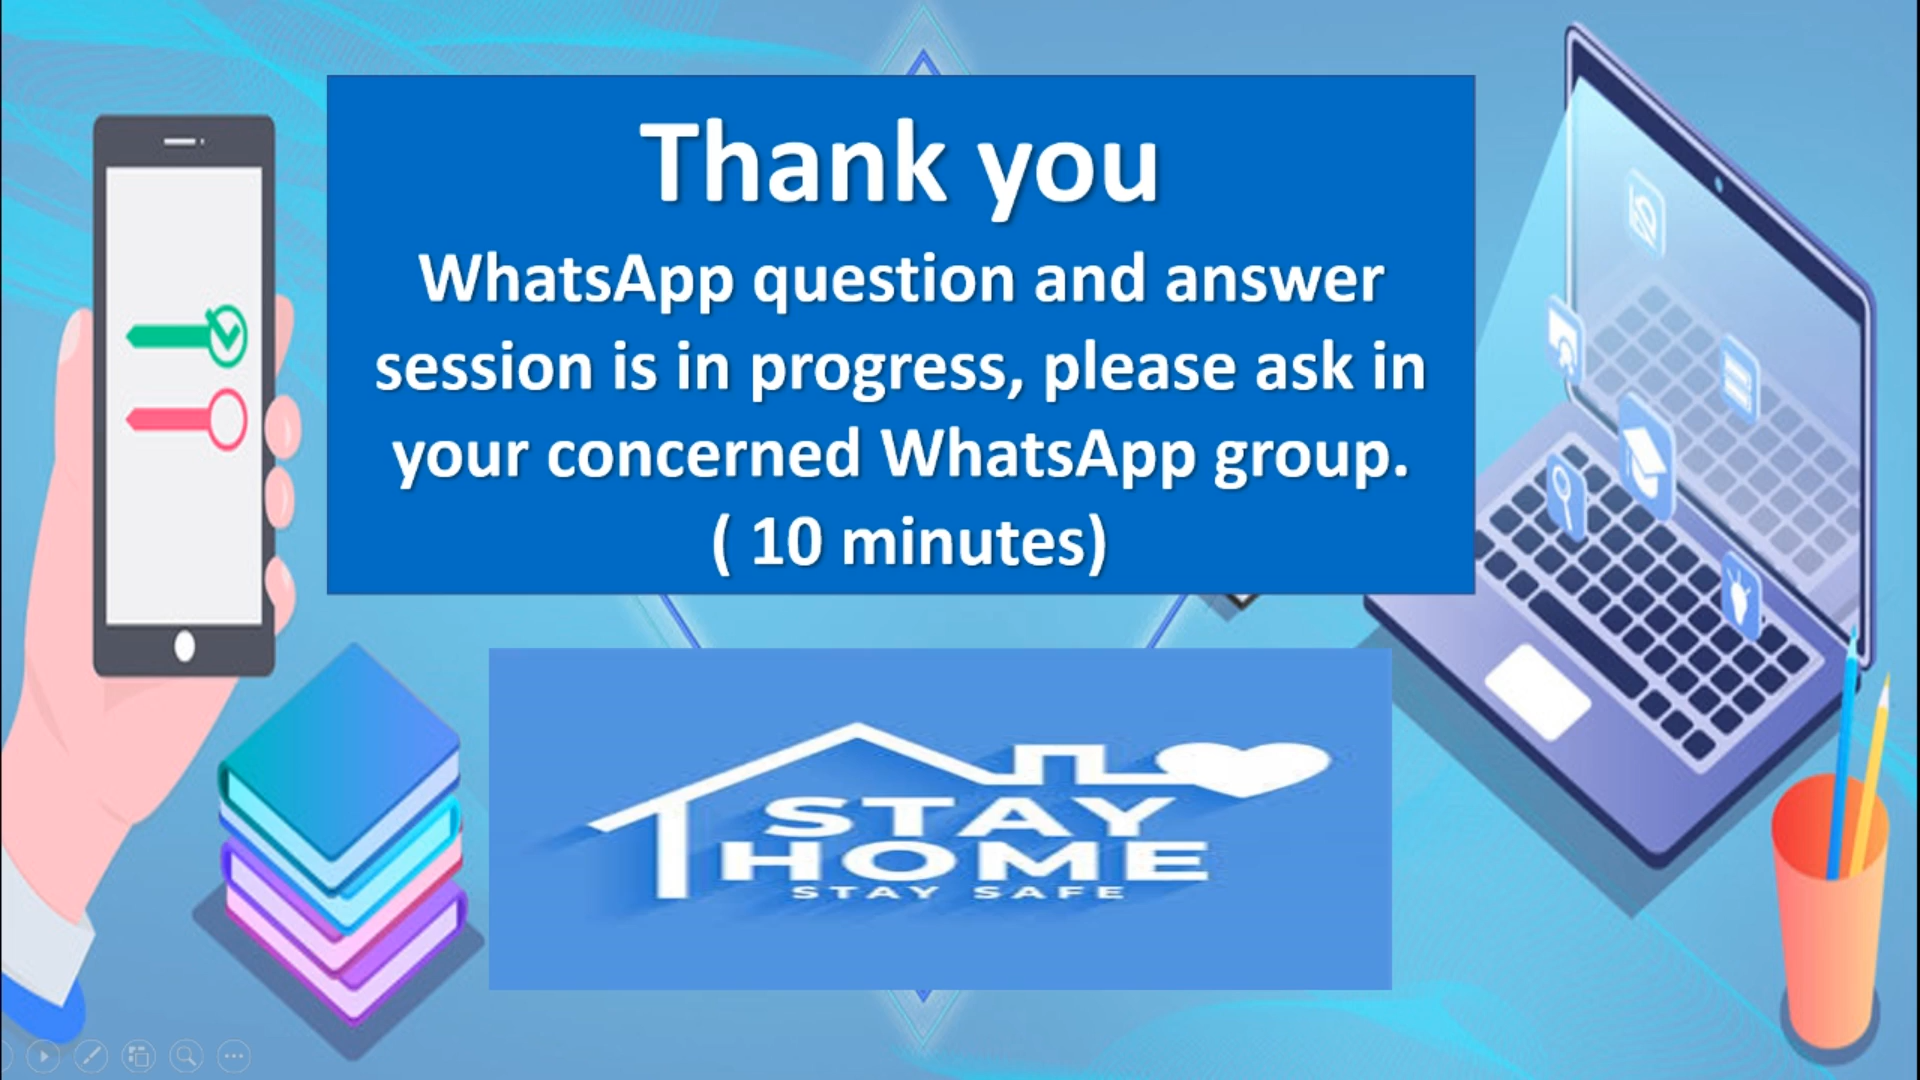 Thank you
WhatsApp question and answer
session is in progress, please ask in
your concerned WhatsApp group.
( 10 minutes)
STAY
HOME
STAY SAFE